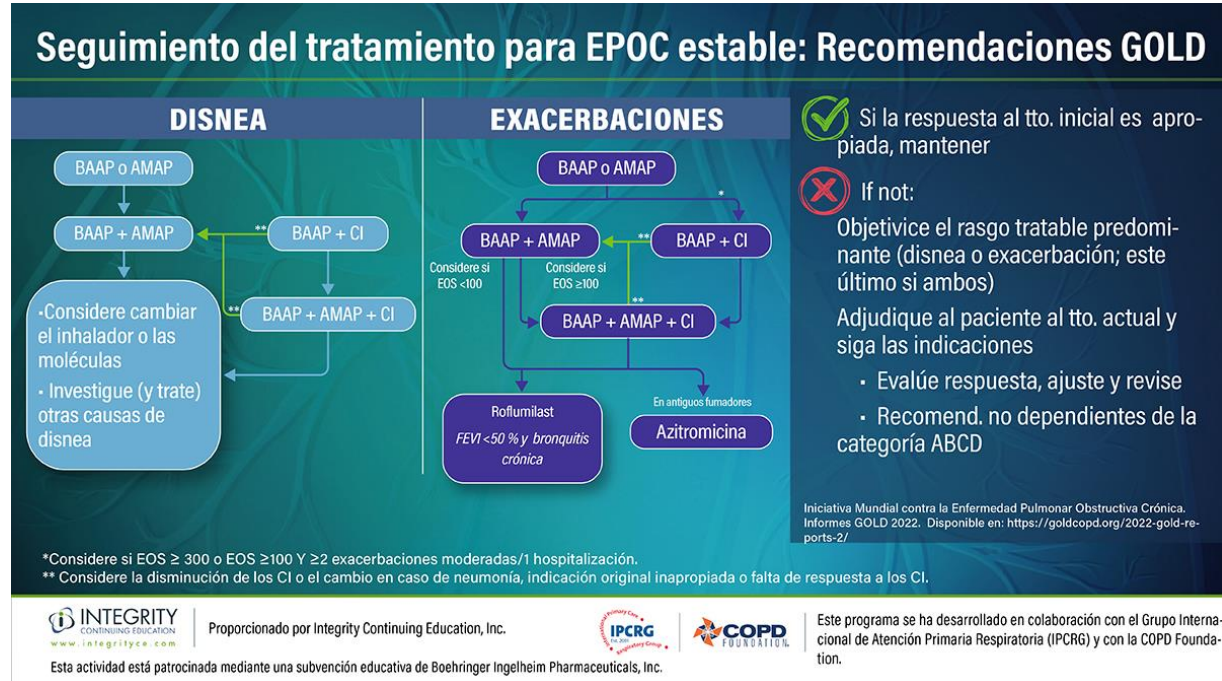 Seguimiento del tratamiento para EPOC estable: Recomendaciones GOLD
DISNEA
BAAP o AMAP
BAAP + AMAP
**
BAAP + CI
**
BAAP + AMAP + CI
•Considere cambiar
el inhalador o las
moléculas
• Investigue (y trate)
otras causas de
disnea
EXACERBACIONES
BAAP o AMAP
*
BAAP + AMAP
**
BAAP + CI
Considere si
EOS <100
Considere si
EOS ≥100
**
BAAP + AMAP + CI
Roflumilast
FEVI <50 % y bronquitis
crónica
En antiguos fumadores
Azitromicina
Si la respuesta al tto. inicial es apro-
piada, mantener
If not:
Objetivice el rasgo tratable predomi-
nante (disnea o exacerbación; este
último si ambos)
Adjudique al paciente al tto. actual y
siga las indicaciones
• Evalúe respuesta, ajuste y revise
• Recomend. no dependientes de la
categoría ABCD
Iniciativa Mundial contra la Enfermedad Pulmonar Obstructiva Crónica.
Informes GOLD 2022. Disponible en: https://goldcopd.org/2022-gold-re-
ports-2/
*Considere si EOS ≥ 300 o EOS ≥100 Y ≥2 exacerbaciones moderadas/1 hospitalización.
** Considere la disminución de los CI o el cambio en caso de neumonía, indicación original inapropiada o falta de respuesta a los CI.
INTEGRITY
CONTINUING EDUCATION
www.integrityce.com
Proporcionado por Integrity Continuing Education, Inc.
International Primary Care
IPCRG
Respiratory Group
COPD
FOUNDATION
Este programa se ha desarrollado en colaboración con el Grupo Interna-
cional de Atención Primaria Respiratoria (IPCRG) y con la COPD Founda-
tion.
Esta actividad está patrocinada mediante una subvención educativa de Boehringer Ingelheim Pharmaceuticals, Inc.